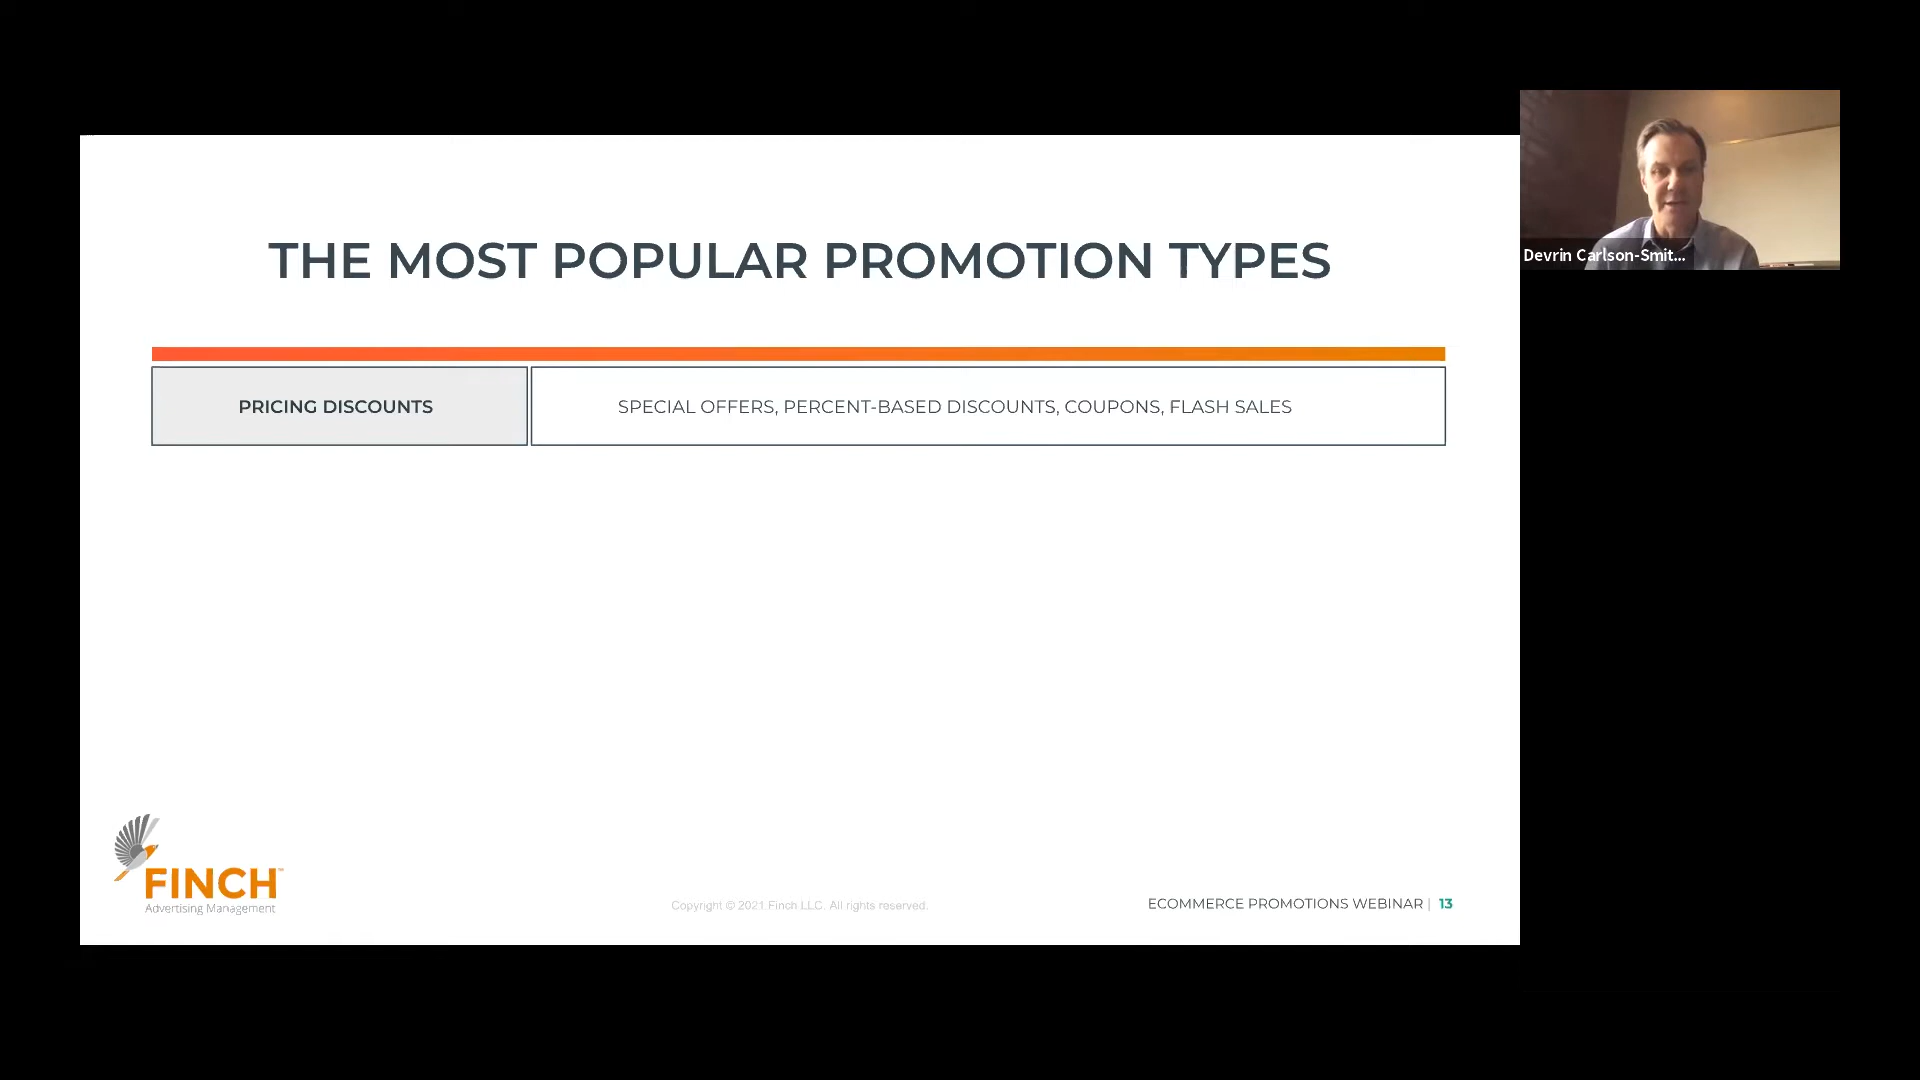 THE MOST POPULAR PROMOTION TYPES
PRICING DISCOUNTS
SPECIAL OFFERS, PERCENT-BASED DISCOUNTS, COUPONS, FLASH SALES
Devrin Carlson-Smit...
FINCH™
Advertising Management
Copyright © 2021 Finch LLC. All rights reserved.
ECOMMERCE PROMOTIONS WEBINAR | 13